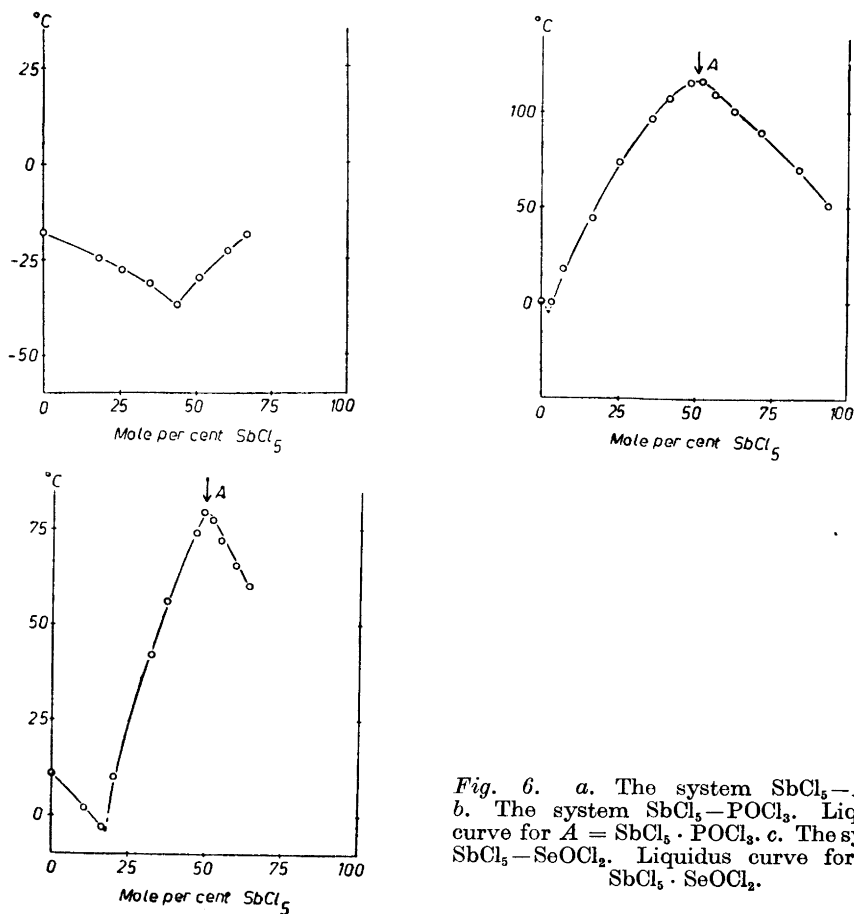 °C
25
0
-25
-50
0 25 50 75 100
Mole per cent SbCl₅
°C
A
100
50
0
0 25 50 75 100
Mole per cent SbCl₅
°C
A
75
50
25
0
0 25 50 75 100
Mole per cent SbCl₅
Fig. 6. a. The system SbCl₅—
b. The system SbCl₅—POCl₃. Liq
curve for A = SbCl₅ · POCl₃. c. The sy
SbCl₅—SeOCl₂. Liquidus curve for
SbCl₅ · SeOCl₂.